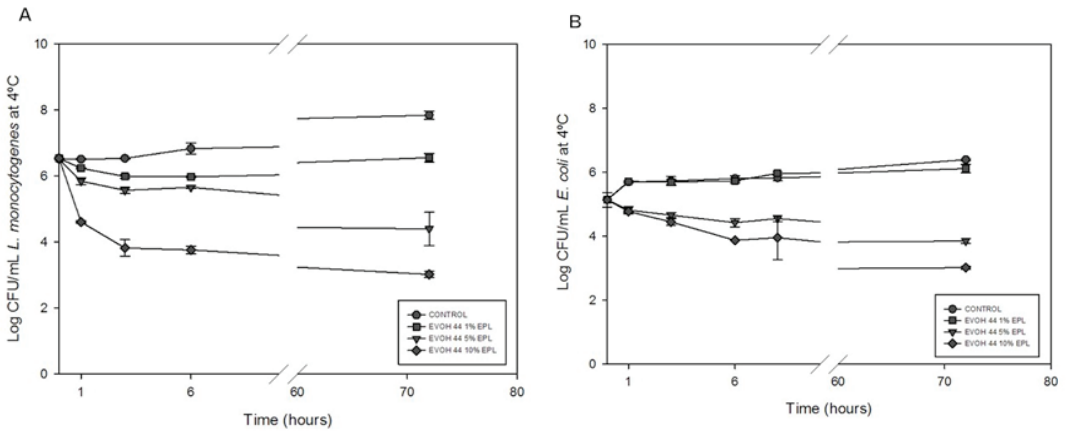 A
Log CFU/mL L. monocytogenes at 4ºC
10
8
6
4
2
0
1
6
60
70
80
Time (hours)
CONTROL
EVOH 44 1% EPL
EVOH 44 5% EPL
EVOH 44 10% EPL
B
Log CFU/mL E. coli at 4ºC
10
8
6
4
2
0
1
6
60
70
80
Time (hours)
CONTROL
EVOH 44 1% EPL
EVOH 44 5% EPL
EVOH 44 10% EPL